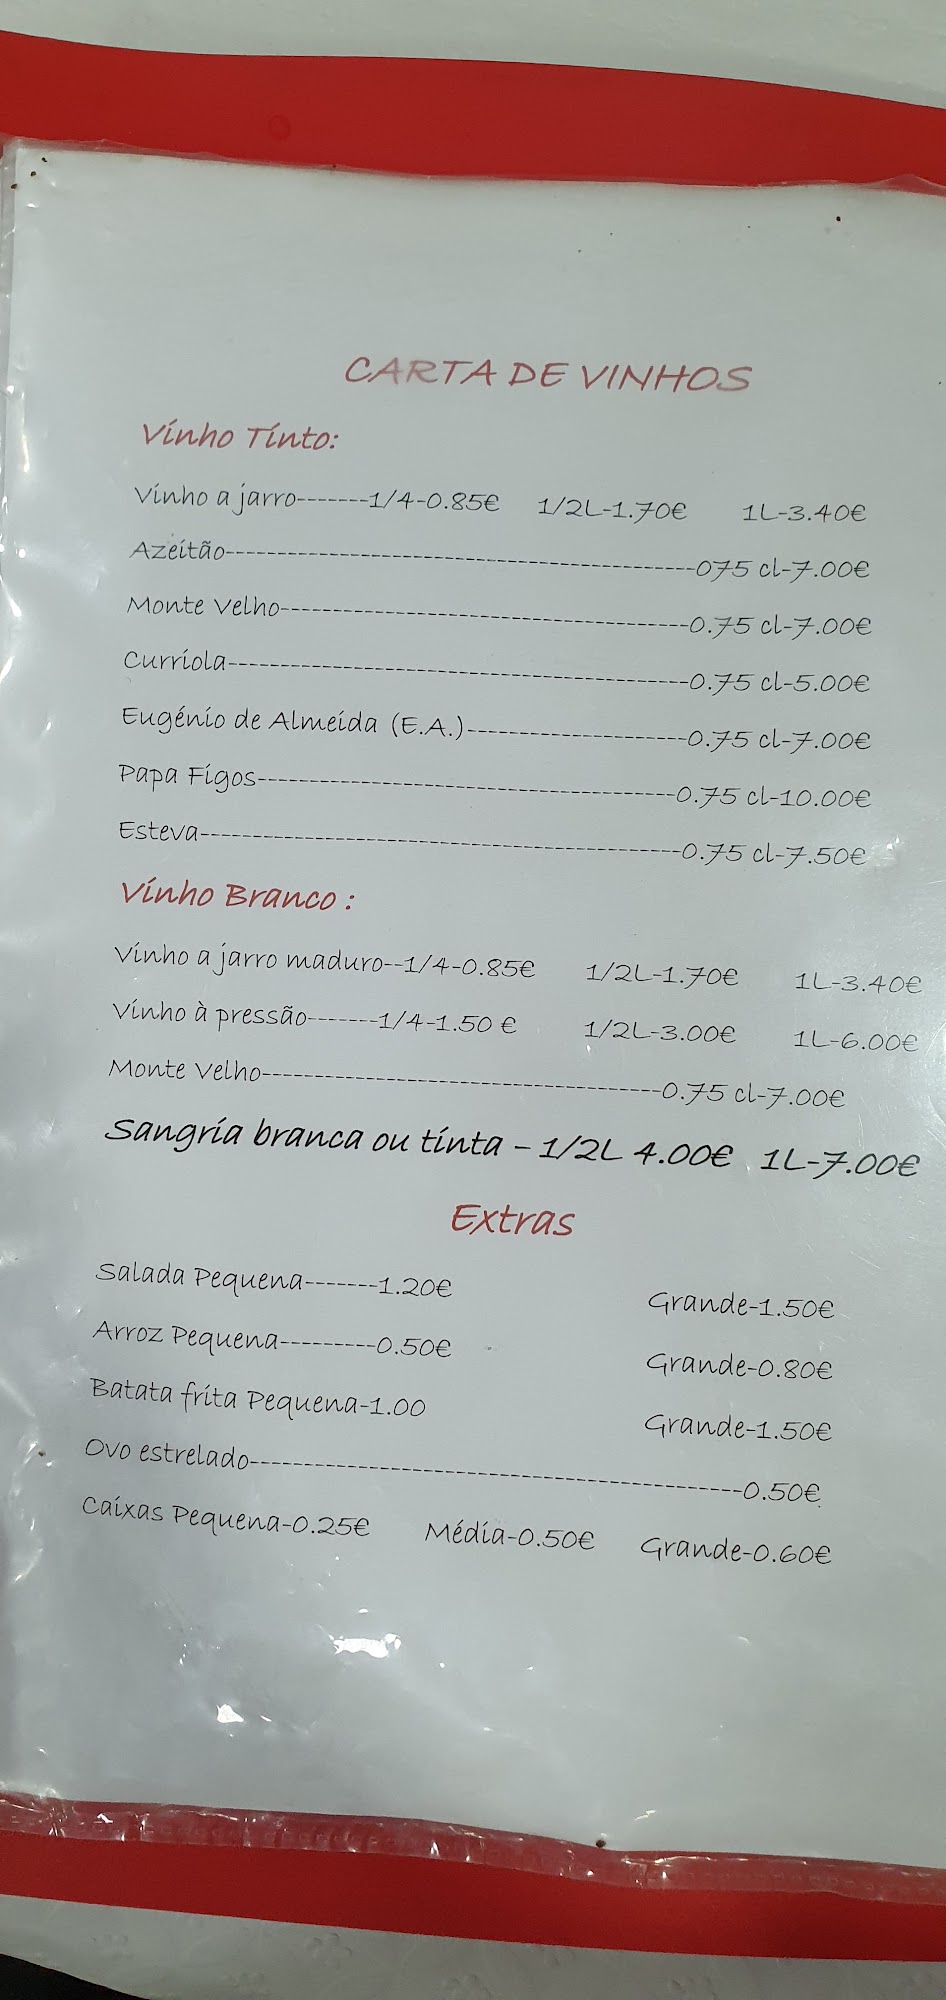 CARTA DE VINHOS
Vinho Tinto:
Vinho a jarro-------1/4-0.85€ 1/2L-1.70€ 1L-3.40€
Azeitão-----------------------------------------------075 cl-7.00€
Monte Velho-----------------------------------------0.75 cl-7.00€
Curriola----------------------------------------------0.75 cl-5.00€
Eugénio de Almeida (E.A.)----------------------0.75 cl-7.00€
Papa Figos------------------------------------------0.75 cl-10.00€
Esteva------------------------------------------------0.75 cl-7.50€
Vinho Branco :
Vinho a jarro maduro--1/4-0.85€ 1/2L-1.70€ 1L-3.40€
Vinho à pressão-------1/4-1.50 € 1/2L-3.00€ 1L-6.00€
Monte Velho----------------------------------------0.75 cl-7.00€
Sangria branca ou tinta – 1/2L 4.00€ 1L-7.00€
Extras
Salada Pequena-------1.20€ Grande-1.50€
Arroz Pequena---------0.50€ Grande-0.80€
Batata frita Pequena-1.00 Grande-1.50€
Ovo estrelado-------------------------------------------------0.50€
Caixas Pequena-0.25€ Média-0.50€ Grande-0.60€